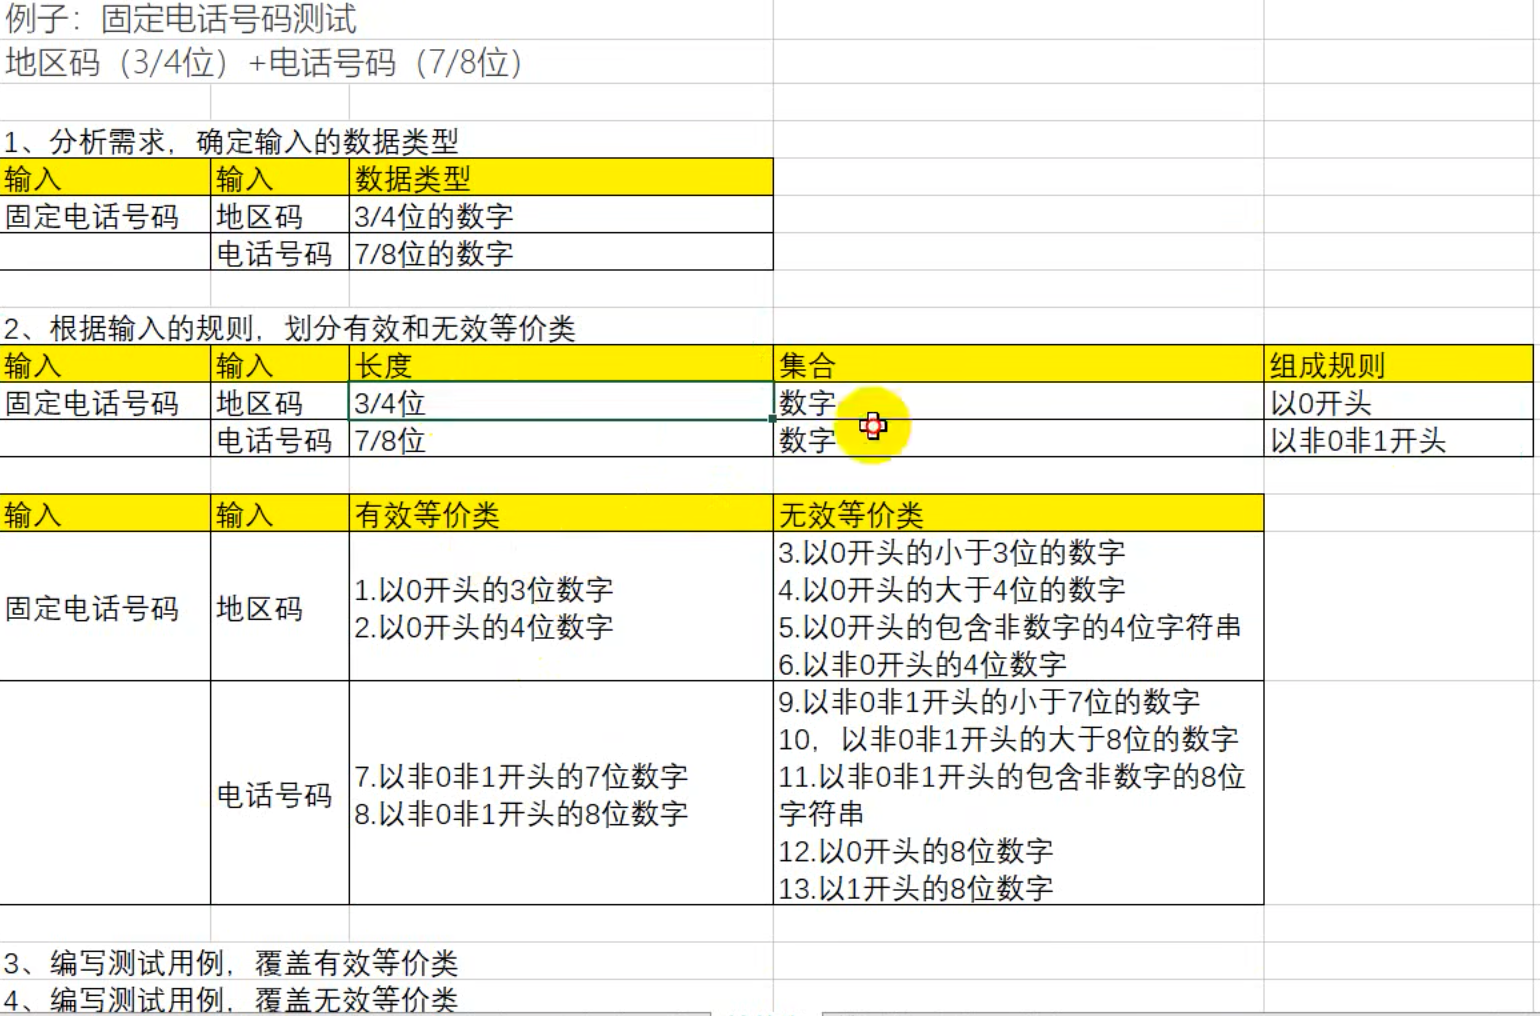 例子：固定电话号码测试
地区码（3/4位）+电话号码（7/8位）
1、分析需求，确定输入的数据类型
输入 输入 数据类型
固定电话号码 地区码 3/4位的数字
电话号码 7/8位的数字
2、根据输入的规则，划分有效和无效等价类
输入 输入 长度 集合 组成规则
固定电话号码 地区码 3/4位 数字 以0开头
电话号码 7/8位 数字 以非0非1开头
输入 输入 有效等价类 无效等价类
固定电话号码 地区码
1.以0开头的3位数字
2.以0开头的4位数字
3.以0开头的小于3位的数字
4.以0开头的大于4位的数字
5.以0开头的包含非数字的4位字符串
6.以非0开头的4位数字
电话号码
7.以非0非1开头的7位数字
8.以非0非1开头的8位数字
9.以非0非1开头的小于7位的数字
10，以非0非1开头的大于8位的数字
11.以非0非1开头的包含非数字的8位
字符串
12.以0开头的8位数字
13.以1开头的8位数字
3、编写测试用例，覆盖有效等价类
4、编写测试用例，覆盖无效等价类